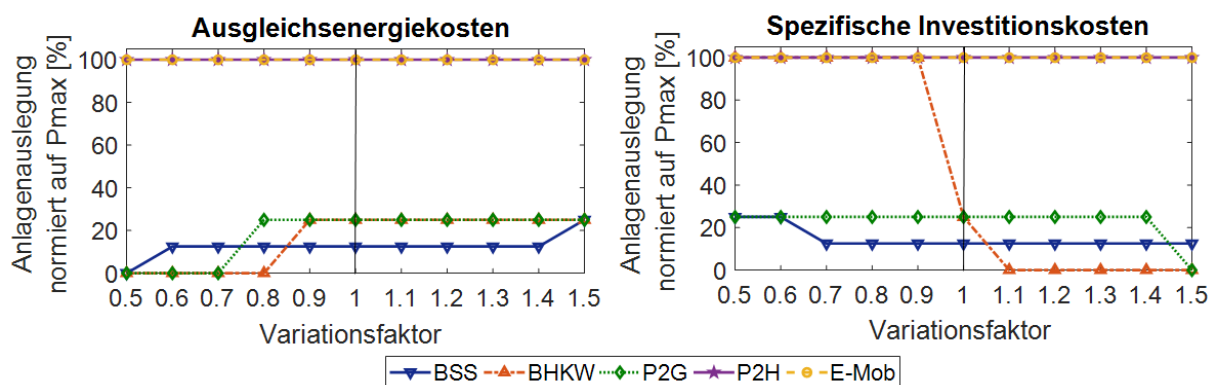 Ausgleichsenergiekosten
Anlagenauslegung
normiert auf Pmax [%]
100
80
60
40
20
0
0.5 0.6 0.7 0.8 0.9 1 1.1 1.2 1.3 1.4 1.5
Variationsfaktor
Spezifische Investitionskosten
Anlagenauslegung
normiert auf Pmax [%]
100
80
60
40
20
0
0.5 0.6 0.7 0.8 0.9 1 1.1 1.2 1.3 1.4 1.5
Variationsfaktor
BSS BHKW P2G P2H E-Mob